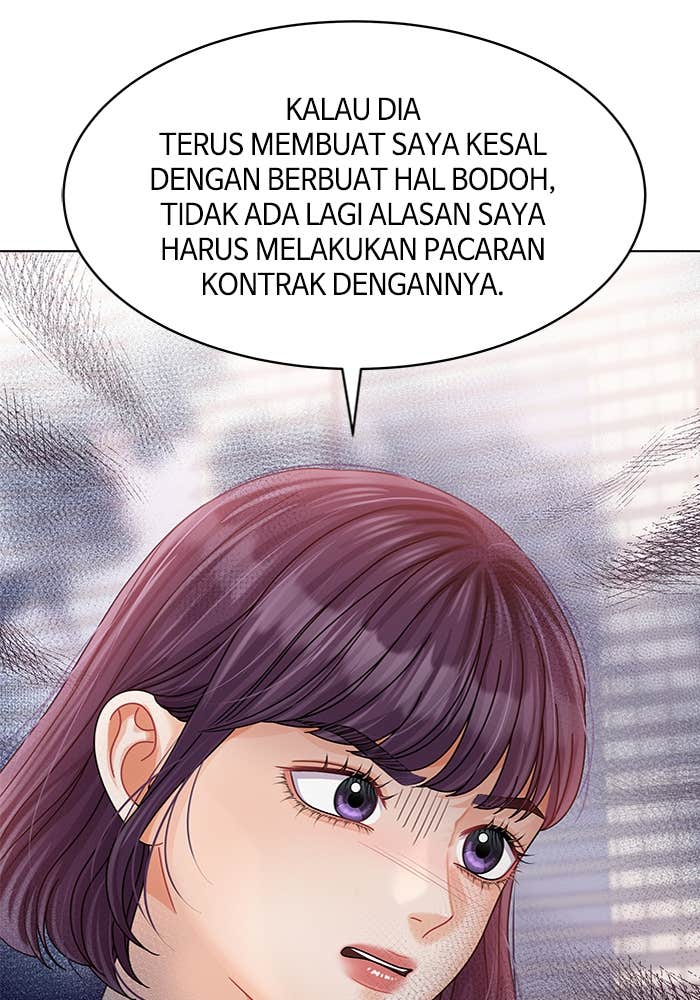 KALAU DIA
TERUS MEMBUAT SAYA KESAL
DENGAN BERBUAT HAL BODOH,
TIDAK ADA LAGI ALASAN SAYA
HARUS MELAKUKAN PACARAN
KONTRAK DENGANNYA.